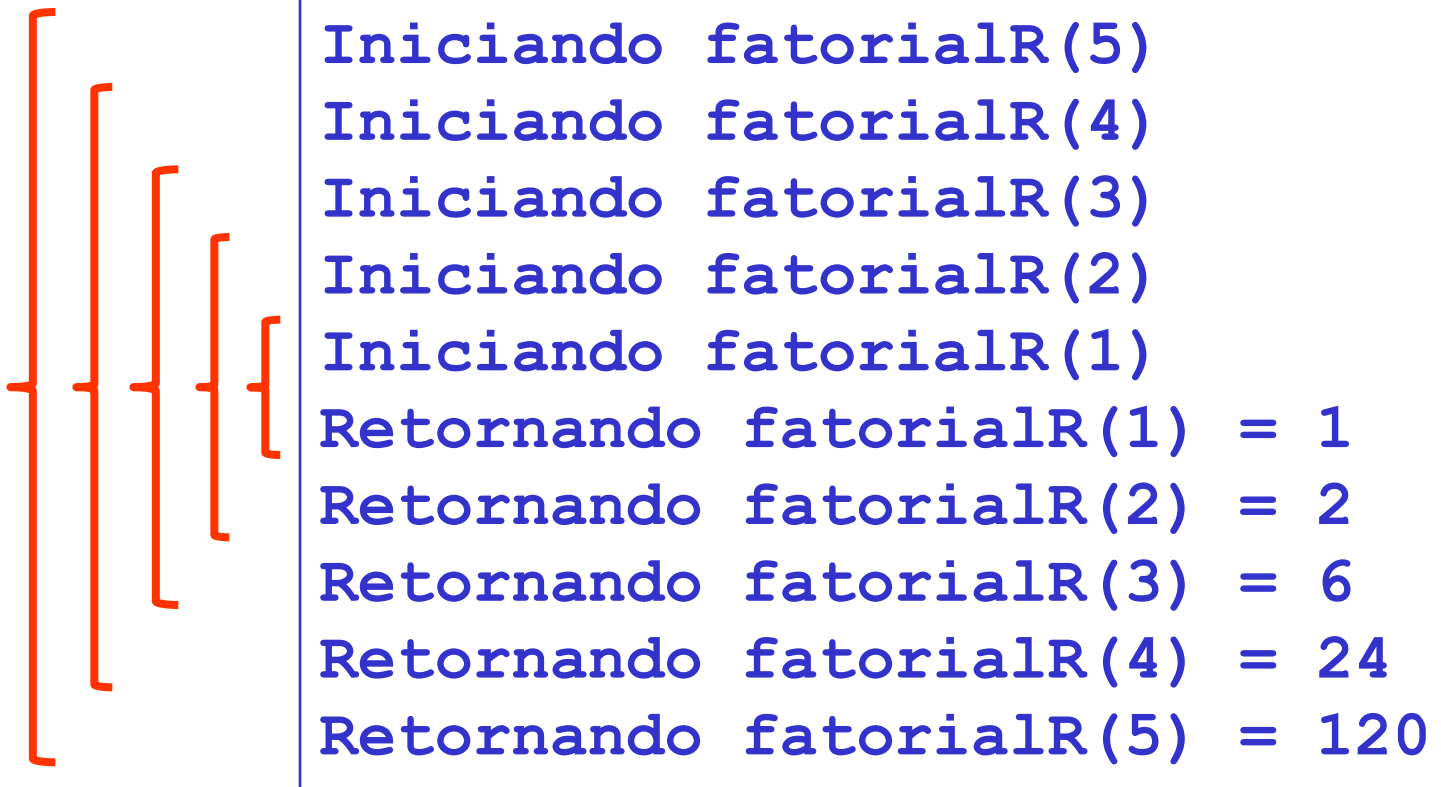 Iniciando fatorialR(5)
Iniciando fatorialR(4)
Iniciando fatorialR(3)
Iniciando fatorialR(2)
Iniciando fatorialR(1)
Retornando fatorialR(1) = 1
Retornando fatorialR(2) = 2
Retornando fatorialR(3) = 6
Retornando fatorialR(4) = 24
Retornando fatorialR(5) = 120